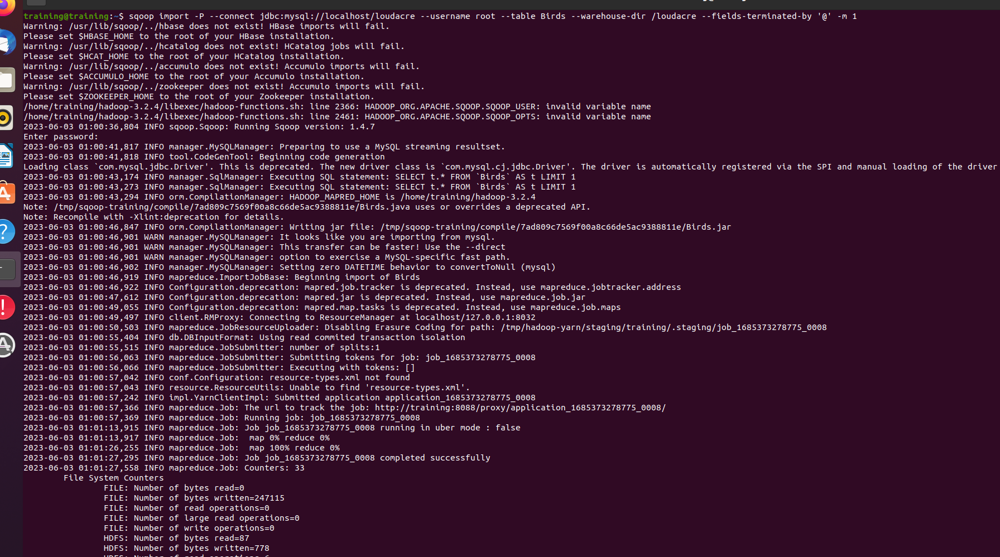 training@training:~$ sqoop import -P --connect jdbc:mysql://localhost/loudacre --username root --table Birds --warehouse-dir /loudacre --fields-terminated-by '@' -m 1
Warning: /usr/lib/sqoop/../hbase does not exist! HBase imports will fail.
Please set $HBASE_HOME to the root of your HBase installation.
Warning: /usr/lib/sqoop/../hcatalog does not exist! HCatalog jobs will fail.
Please set $HCAT_HOME to the root of your HCatalog installation.
Warning: /usr/lib/sqoop/../accumulo does not exist! Accumulo imports will fail.
Please set $ACCUMULO_HOME to the root of your Accumulo installation.
Warning: /usr/lib/sqoop/../zookeeper does not exist! Accumulo imports will fail.
Please set $ZOOKEEPER_HOME to the root of your Zookeeper installation.
/home/training/hadoop-3.2.4/libexec/hadoop-functions.sh: line 2366: HADOOP_ORG.APACHE.SQOOP.SQOOP_USER: invalid variable name
/home/training/hadoop-3.2.4/libexec/hadoop-functions.sh: line 2461: HADOOP_ORG.APACHE.SQOOP.SQOOP_OPTS: invalid variable name
2023-06-03 01:00:36,804 INFO sqoop.Sqoop: Running Sqoop version: 1.4.7
Enter password:
2023-06-03 01:00:41,817 INFO manager.MySQLManager: Preparing to use a MySQL streaming resultset.
2023-06-03 01:00:41,818 INFO tool.CodeGenTool: Beginning code generation
Loading class `com.mysql.jdbc.Driver'. This is deprecated. The new driver class is `com.mysql.cj.jdbc.Driver'. The driver is automatically registered via the SPI and manual loading of the driver
2023-06-03 01:00:43,174 INFO manager.SqlManager: Executing SQL statement: SELECT t.* FROM `Birds` AS t LIMIT 1
2023-06-03 01:00:43,273 INFO manager.SqlManager: Executing SQL statement: SELECT t.* FROM `Birds` AS t LIMIT 1
2023-06-03 01:00:43,294 INFO orm.CompilationManager: HADOOP_MAPRED_HOME is /home/training/hadoop-3.2.4
Note: /tmp/sqoop-training/compile/7ad809c7569f00a8c66de5ac9388811e/Birds.java uses or overrides a deprecated API.
Note: Recompile with -Xlint:deprecation for details.
2023-06-03 01:00:46,847 INFO orm.CompilationManager: Writing jar file: /tmp/sqoop-training/compile/7ad809c7569f00a8c66de5ac9388811e/Birds.jar
2023-06-03 01:00:46,901 WARN manager.MySQLManager: It looks like you are importing from mysql.
2023-06-03 01:00:46,901 WARN manager.MySQLManager: This transfer can be faster! Use the --direct
2023-06-03 01:00:46,901 WARN manager.MySQLManager: option to exercise a MySQL-specific fast path.
2023-06-03 01:00:46,902 INFO manager.MySQLManager: Setting zero DATETIME behavior to convertToNull (mysql)
2023-06-03 01:00:46,919 INFO mapreduce.ImportJobBase: Beginning import of Birds
2023-06-03 01:00:46,922 INFO Configuration.deprecation: mapred.job.tracker is deprecated. Instead, use mapreduce.jobtracker.address
2023-06-03 01:00:47,612 INFO Configuration.deprecation: mapred.jar is deprecated. Instead, use mapreduce.job.jar
2023-06-03 01:00:49,055 INFO Configuration.deprecation: mapred.map.tasks is deprecated. Instead, use mapreduce.job.maps
2023-06-03 01:00:49,497 INFO client.RMProxy: Connecting to ResourceManager at localhost/127.0.0.1:8032
2023-06-03 01:00:50,503 INFO mapreduce.JobResourceUploader: Disabling Erasure Coding for path: /tmp/hadoop-yarn/staging/training/.staging/job_1685373278775_0008
2023-06-03 01:00:55,404 INFO db.DBInputFormat: Using read commited transaction isolation
2023-06-03 01:00:55,515 INFO mapreduce.JobSubmitter: number of splits:1
2023-06-03 01:00:56,063 INFO mapreduce.JobSubmitter: Submitting tokens for job: job_1685373278775_0008
2023-06-03 01:00:56,066 INFO mapreduce.JobSubmitter: Executing with tokens: []
2023-06-03 01:00:57,042 INFO conf.Configuration: resource-types.xml not found
2023-06-03 01:00:57,043 INFO resource.ResourceUtils: Unable to find 'resource-types.xml'.
2023-06-03 01:00:57,242 INFO impl.YarnClientImpl: Submitted application application_1685373278775_0008
2023-06-03 01:00:57,366 INFO mapreduce.Job: The url to track the job: http://training:8088/proxy/application_1685373278775_0008/
2023-06-03 01:00:57,369 INFO mapreduce.Job: Running job: job_1685373278775_0008
2023-06-03 01:01:13,915 INFO mapreduce.Job: Job job_1685373278775_0008 running in uber mode : false
2023-06-03 01:01:13,917 INFO mapreduce.Job:  map 0% reduce 0%
2023-06-03 01:01:26,255 INFO mapreduce.Job:  map 100% reduce 0%
2023-06-03 01:01:27,295 INFO mapreduce.Job: Job job_1685373278775_0008 completed successfully
2023-06-03 01:01:27,558 INFO mapreduce.Job: Counters: 33
File System Counters
FILE: Number of bytes read=0
FILE: Number of bytes written=247115
FILE: Number of read operations=0
FILE: Number of large read operations=0
FILE: Number of write operations=0
HDFS: Number of bytes read=87
HDFS: Number of bytes written=778